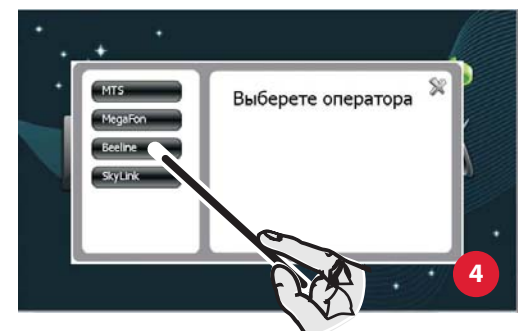 MTS
MegaFon
Beeline
SkyLink
Выберете оператора
4